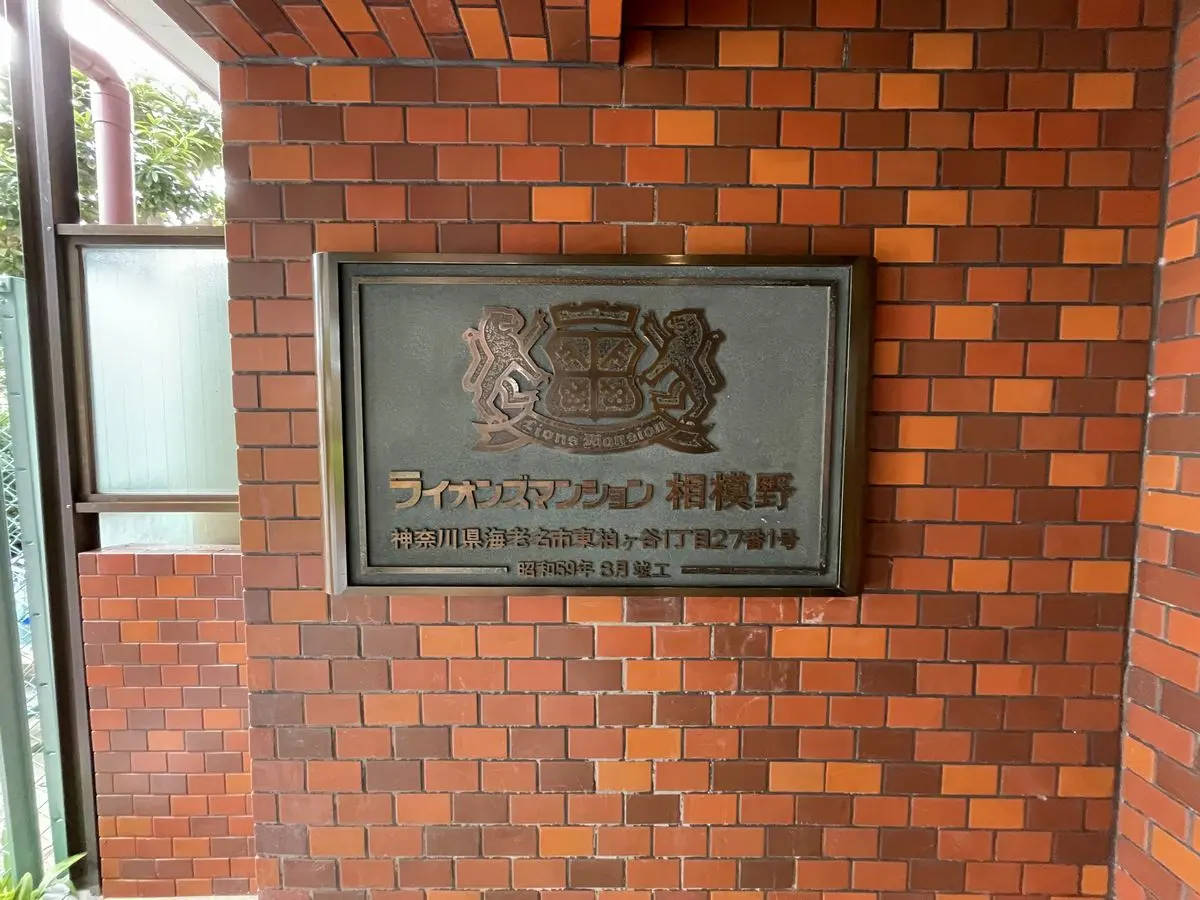 Lions Mansion
ライオンズマンション 相模野
神奈川県海老名市東柏ヶ谷1丁目27番1号
昭和59年 3月 竣工